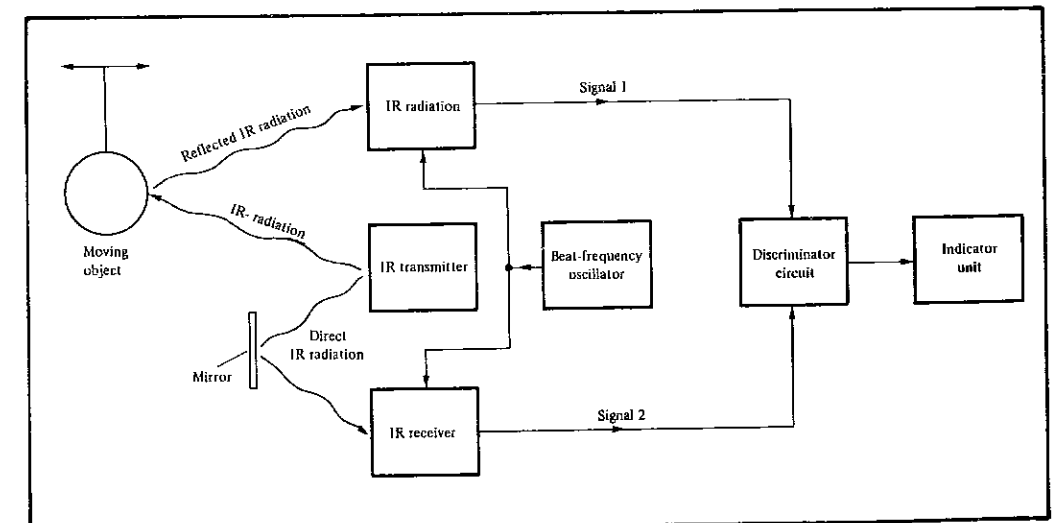 IR radiation
Signal 1
Reflected IR radiation
IR- radiation
Moving
object
IR transmitter
Beat-frequency
oscillator
Discriminator
circuit
Indicator
unit
Direct
IR radiation
Mirror
IR receiver
Signal 2